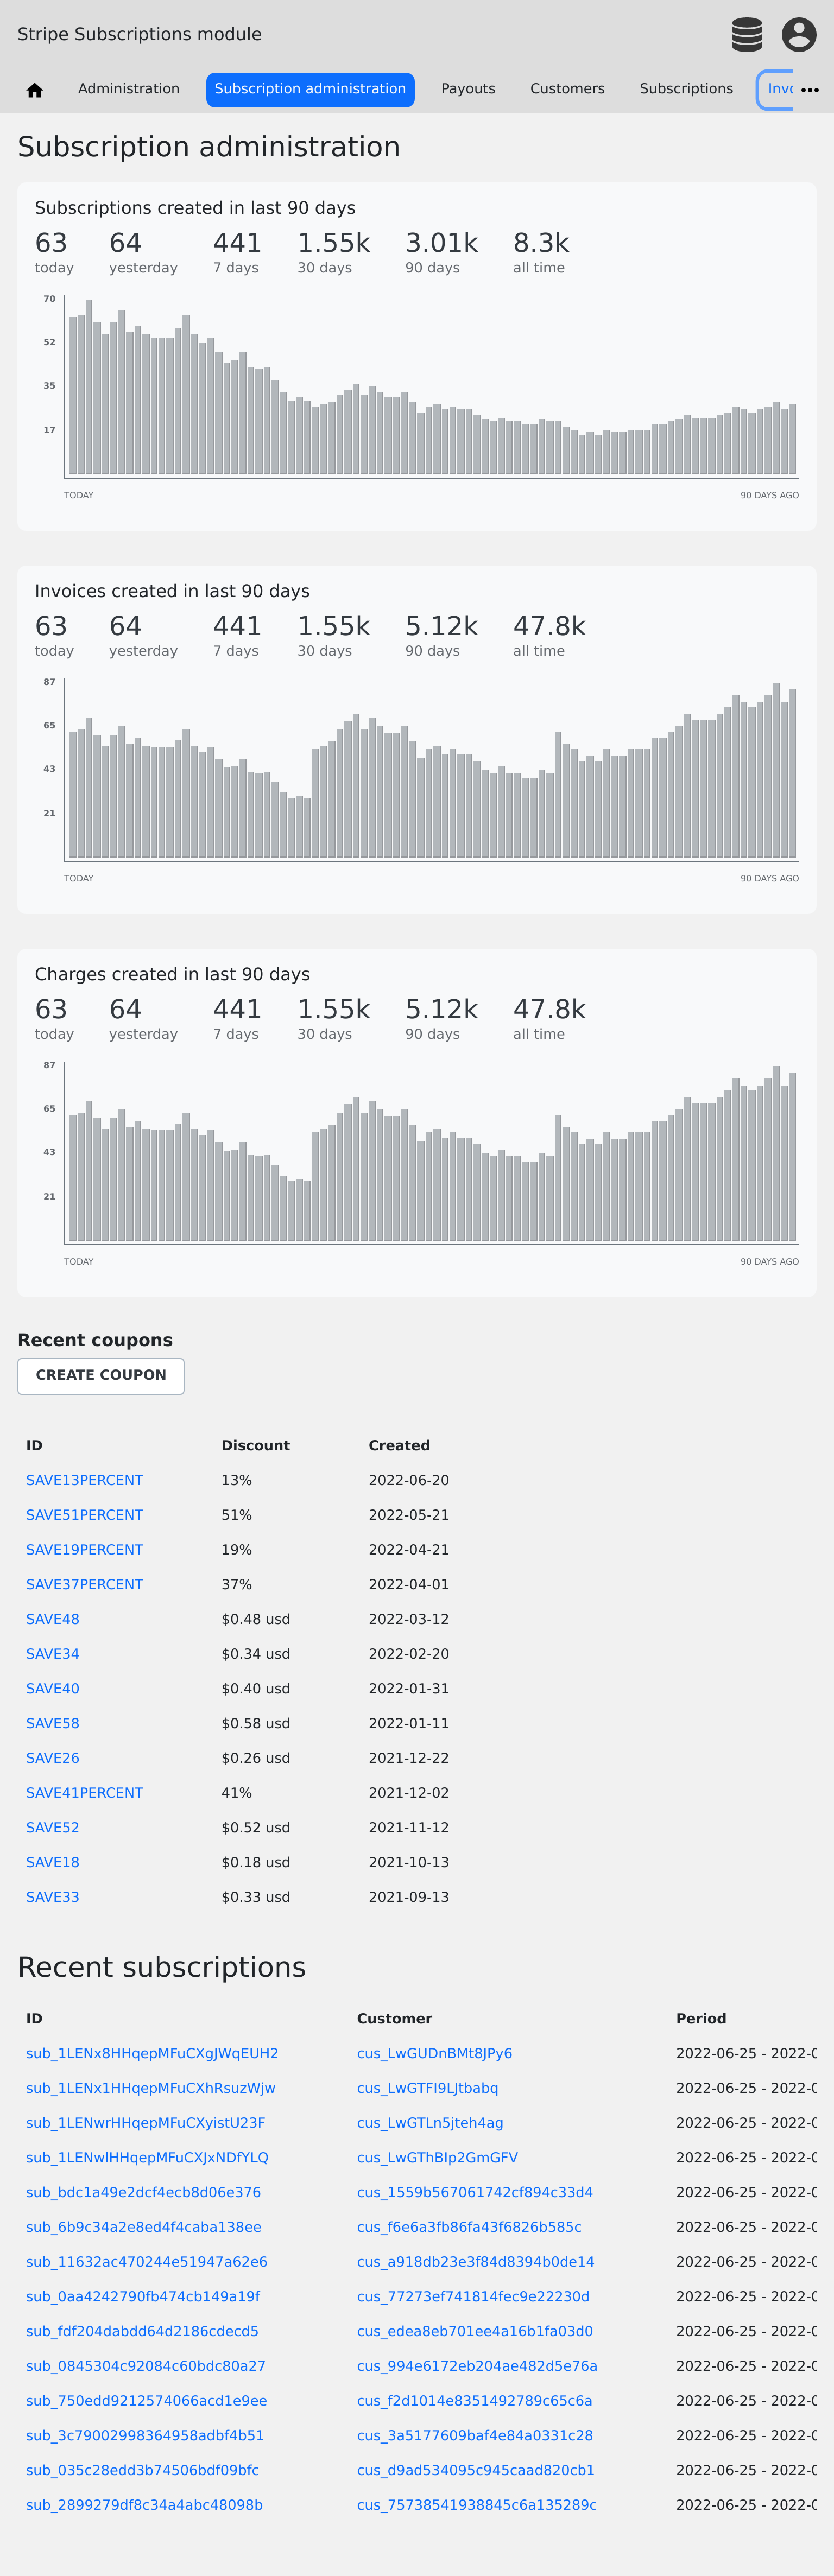 Stripe Subscriptions module
Administration Subscription administration Payouts Customers Subscriptions Invo
Subscription administration
Subscriptions created in last 90 days
63 64 441 1.55k 3.01k 8.3k
today yesterday 7 days 30 days 90 days all time
70
52
35
17
TODAY 90 DAYS AGO
Invoices created in last 90 days
63 64 441 1.55k 5.12k 47.8k
today yesterday 7 days 30 days 90 days all time
87
65
43
21
TODAY 90 DAYS AGO
Charges created in last 90 days
63 64 441 1.55k 5.12k 47.8k
today yesterday 7 days 30 days 90 days all time
87
65
43
21
TODAY 90 DAYS AGO
Recent coupons
CREATE COUPON
ID Discount Created
SAVE13PERCENT 13% 2022-06-20
SAVE51PERCENT 51% 2022-05-21
SAVE19PERCENT 19% 2022-04-21
SAVE37PERCENT 37% 2022-04-01
SAVE48 $0.48 usd 2022-03-12
SAVE34 $0.34 usd 2022-02-20
SAVE40 $0.40 usd 2022-01-31
SAVE58 $0.58 usd 2022-01-11
SAVE26 $0.26 usd 2021-12-22
SAVE41PERCENT 41% 2021-12-02
SAVE52 $0.52 usd 2021-11-12
SAVE18 $0.18 usd 2021-10-13
SAVE33 $0.33 usd 2021-09-13
Recent subscriptions
ID Customer Period
sub_1LENx8HHqepMFuCXgJWqEUH2 cus_LwGUDnBMt8JPy6 2022-06-25 - 2022-0
sub_1LENx1HHqepMFuCXhRsuzWjw cus_LwGTFI9LJtbabq 2022-06-25 - 2022-0
sub_1LENwrHHqepMFuCXyistU23F cus_LwGTLn5jteh4ag 2022-06-25 - 2022-0
sub_1LENwlHHqepMFuCXJxNDfYLQ cus_LwGThBIp2GmGFV 2022-06-25 - 2022-0
sub_bdc1a49e2dcf4ecb8d06e376 cus_1559b567061742cf894c33d4 2022-06-25 - 2022-0
sub_6b9c34a2e8ed4f4caba138ee cus_f6e6a3fb86fa43f6826b585c 2022-06-25 - 2022-0
sub_11632ac470244e51947a62e6 cus_a918db23e3f84d8394b0de14 2022-06-25 - 2022-0
sub_0aa4242790fb474cb149a19f cus_77273ef741814fec9e22230d 2022-06-25 - 2022-0
sub_fdf204dabdd64d2186cdecd5 cus_edea8eb701ee4a16b1fa03d0 2022-06-25 - 2022-0
sub_0845304c92084c60bdc80a27 cus_994e6172eb204ae482d5e76a 2022-06-25 - 2022-0
sub_750edd9212574066acd1e9ee cus_f2d1014e8351492789c65c6a 2022-06-25 - 2022-0
sub_3c79002998364958adbf4b51 cus_3a5177609baf4e84a0331c28 2022-06-25 - 2022-0
sub_035c28edd3b74506bdf09bfc cus_d9ad534095c945caad820cb1 2022-06-25 - 2022-0
sub_2899279df8c34a4abc48098b cus_75738541938845c6a135289c 2022-06-25 - 2022-0